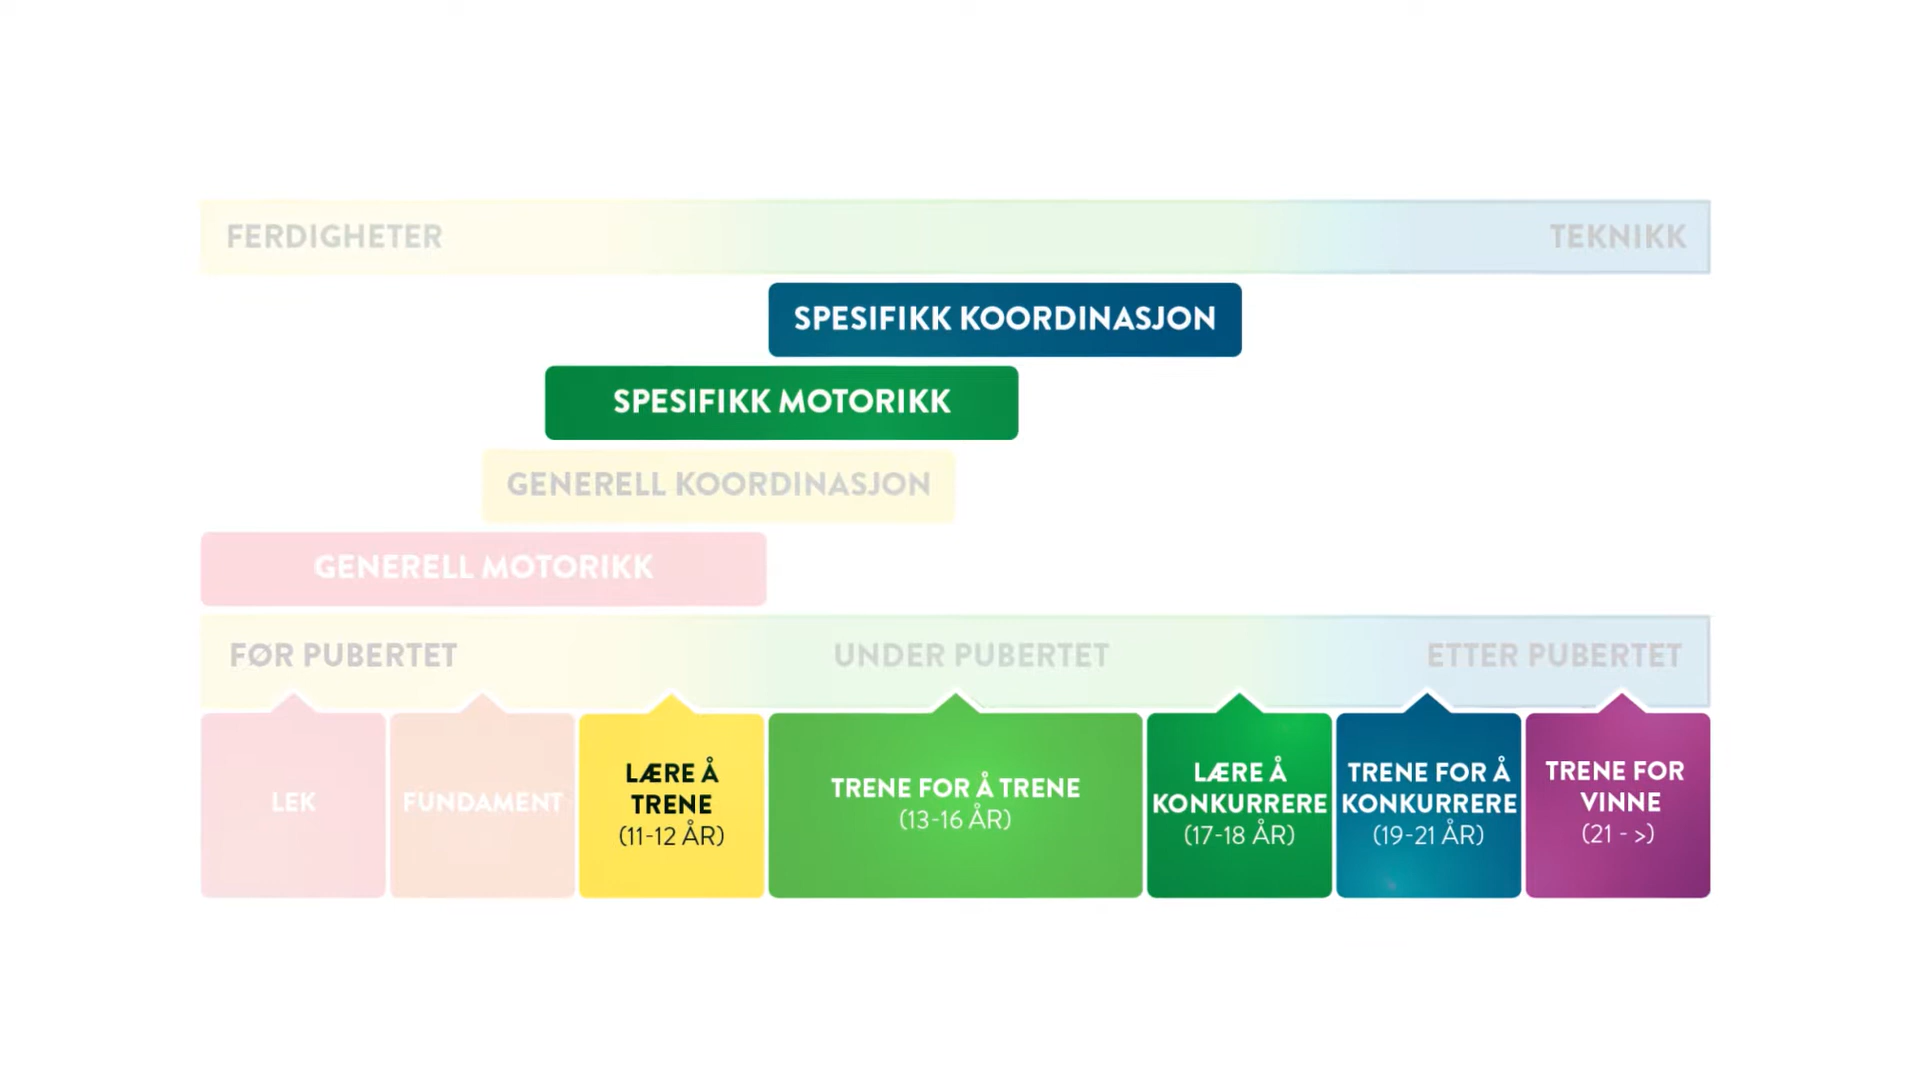 FERDIGHETER
TEKNIKK
SPESIFIKK KOORDINASJON
SPESIFIKK MOTORIKK
GENERELL KOORDINASJON
GENERELL MOTORIKK
FØR PUBERTET
UNDER PUBERTET
ETTER PUBERTET
LEK
FUNDAMENT
LÆRE Å
TRENE
(11-12 ÅR)
TRENE FOR Å TRENE
(13-16 ÅR)
LÆRE Å
KONKURRERE
(17-18 ÅR)
TRENE FOR Å
KONKURRERE
(19-21 ÅR)
TRENE FOR
VINNE
(21 - >)